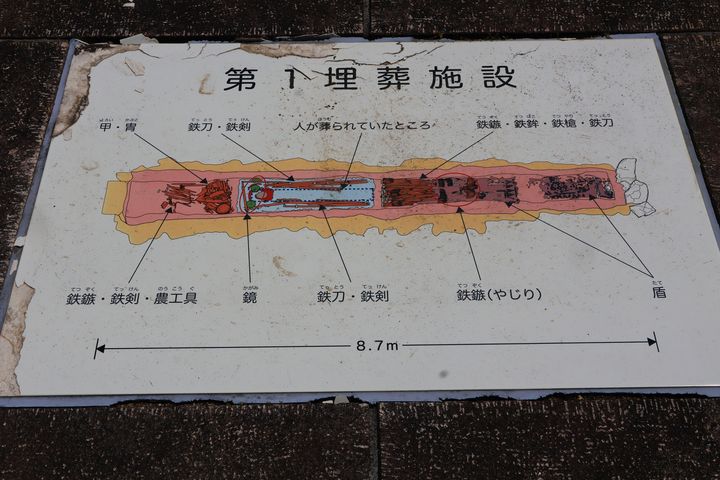 第1埋葬施設
甲・冑
鉄刀・鉄剣
人が葬られていたところ
鉄鏃・鉄鉾・鉄槍・鉄刀
鉄鏃・鉄剣・農工具
鏡
鉄刀・鉄剣
鉄鏃(やじり)
盾
8.7m